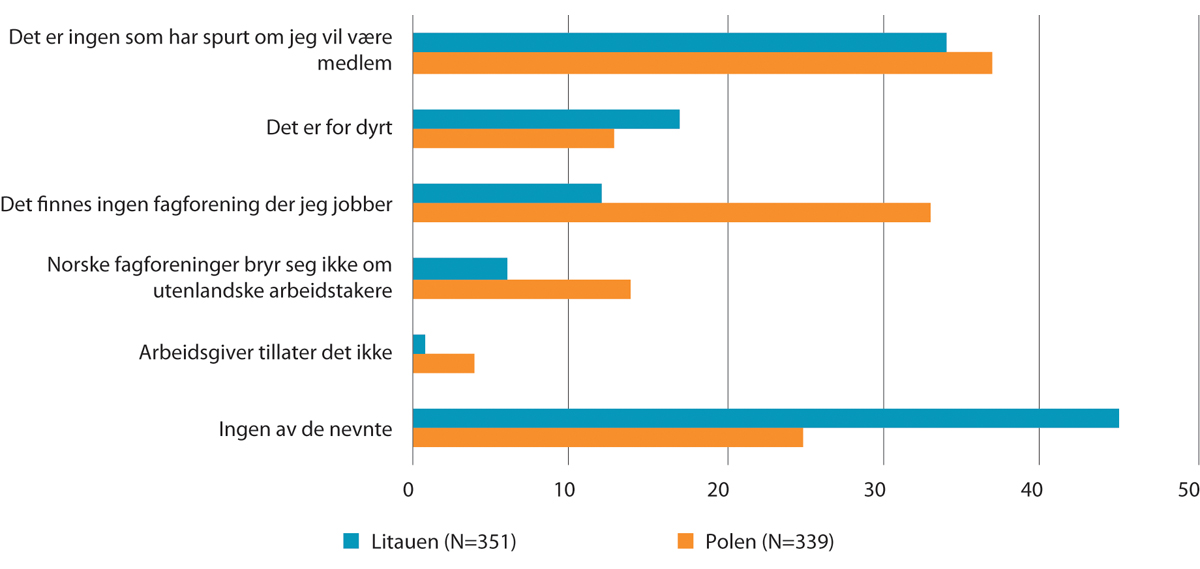 Det er ingen som har spurt om jeg vil være
medlem
Det er for dyrt
Det finnes ingen fagforening der jeg jobber
Norske fagforeninger bryr seg ikke om
utenlandske arbeidstakere
Arbeidsgiver tillater det ikke
Ingen av de nevnte
0 10 20 30 40 50
Litauen (N=351) Polen (N=339)